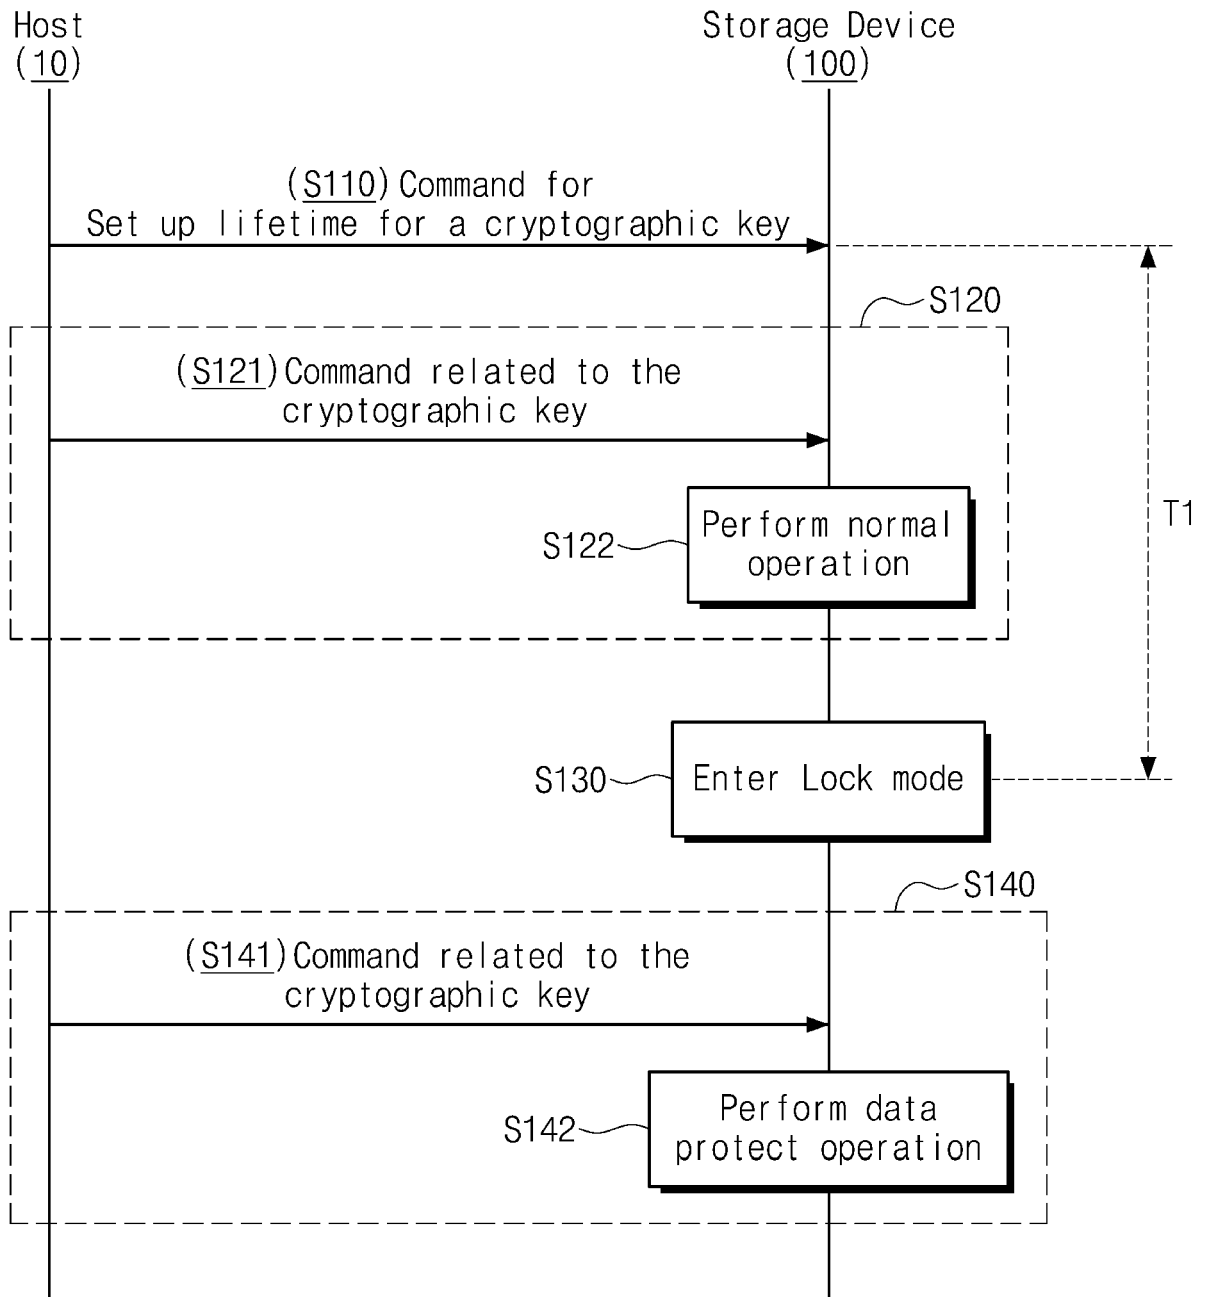 Host
(10)
Storage Device
(100)
(S110) Command for
Set up lifetime for a cryptographic key
S120
(S121) Command related to the
cryptographic key
T1
S122
Perform normal
operation
S130
Enter Lock mode
S140
(S141) Command related to the
cryptographic key
S142
Perform data
protect operation